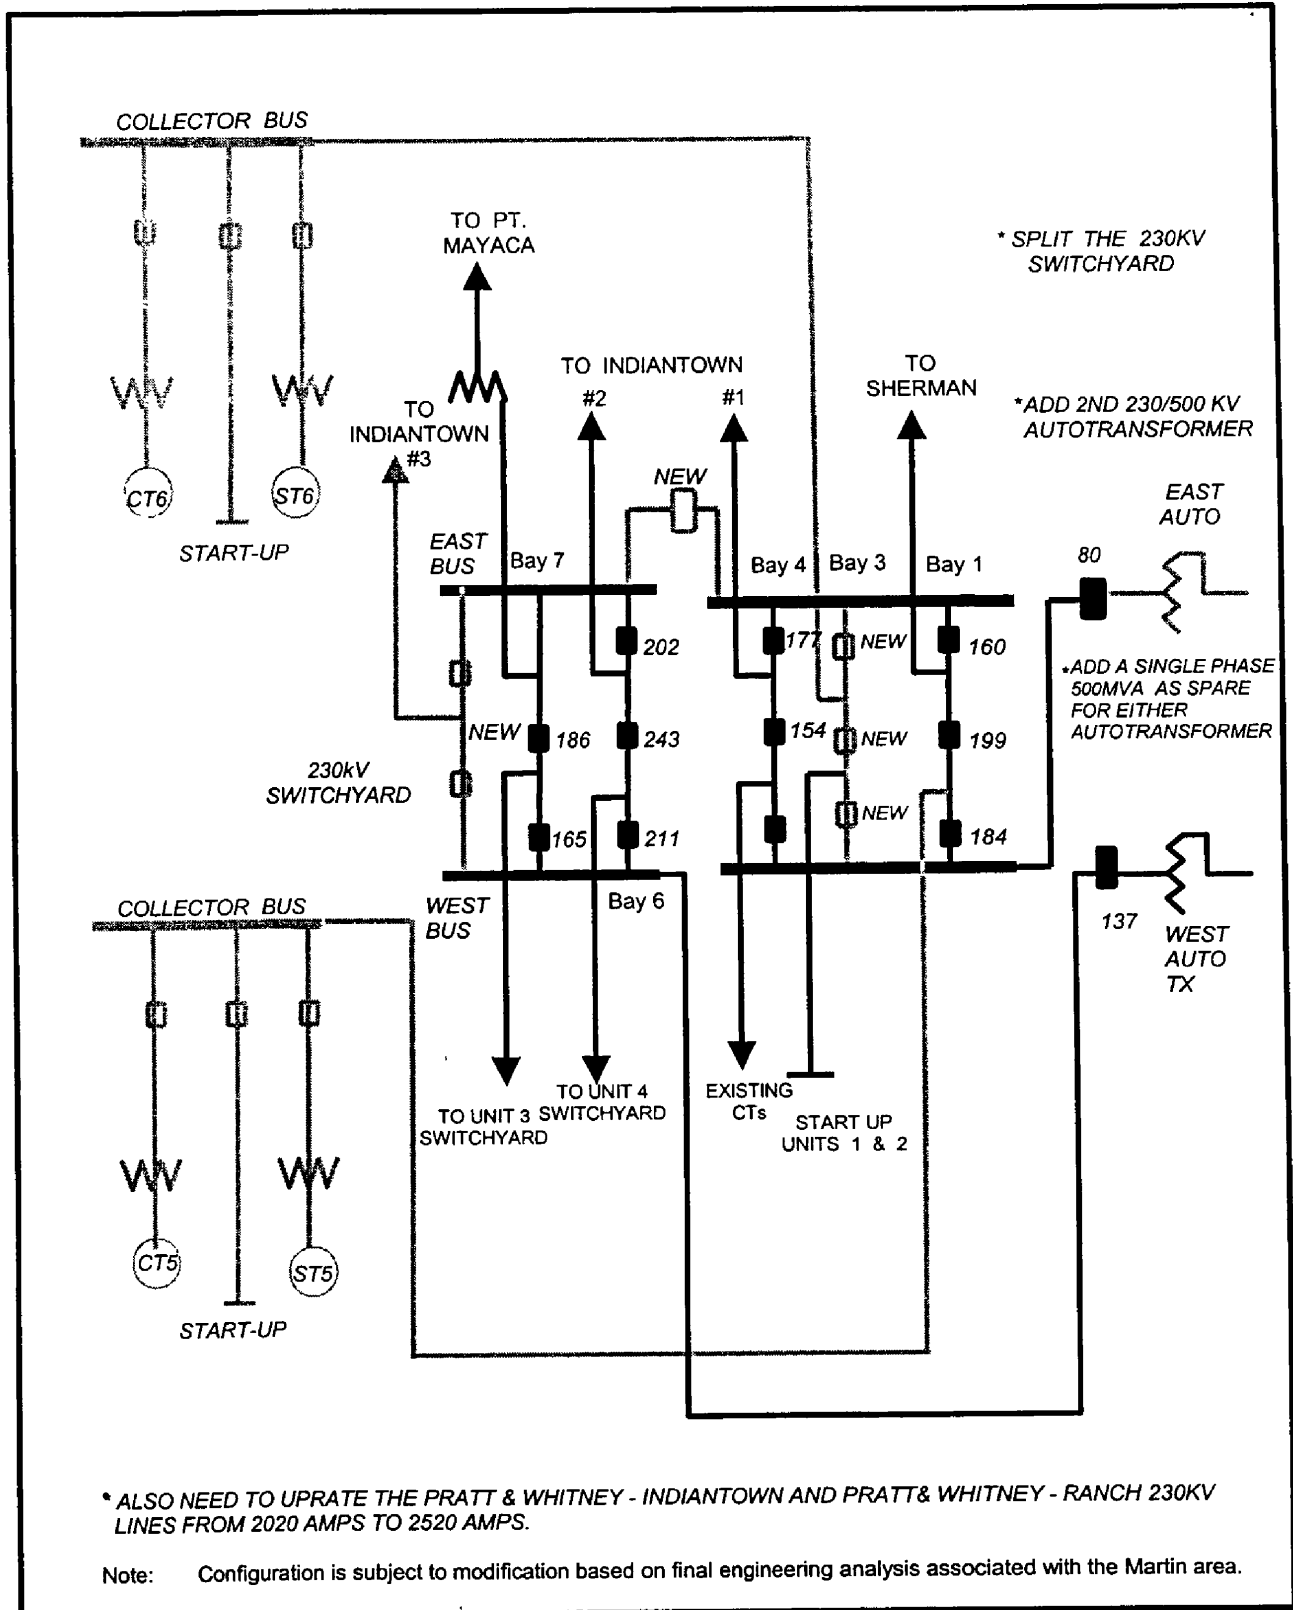 COLLECTOR BUS
TO PT.
MAYACA
* SPLIT THE 230KV
SWITCHYARD
TO INDIANTOWN
#2
#1
TO
SHERMAN
*ADD 2ND 230/500 KV
AUTOTRANSFORMER
TO
INDIANTOWN
#3
NEW
CT6
ST6
START-UP
EAST
AUTO
EAST
BUS
Bay 7
Bay 4
Bay 3
Bay 1
80
202
177
NEW
160
*ADD A SINGLE PHASE
500MVA AS SPARE
FOR EITHER
AUTOTRANSFORMER
NEW
186
243
154
NEW
199
230kV
SWITCHYARD
NEW
165
211
184
COLLECTOR BUS
WEST
BUS
Bay 6
137
WEST
AUTO
TX
TO UNIT 3
SWITCHYARD
TO UNIT 4
SWITCHYARD
EXISTING
CTs
START UP
UNITS 1 & 2
CT5
ST5
START-UP
* ALSO NEED TO UPRATE THE PRATT & WHITNEY - INDIANTOWN AND PRATT& WHITNEY - RANCH 230KV
LINES FROM 2020 AMPS TO 2520 AMPS.
Note: Configuration is subject to modification based on final engineering analysis associated with the Martin area.